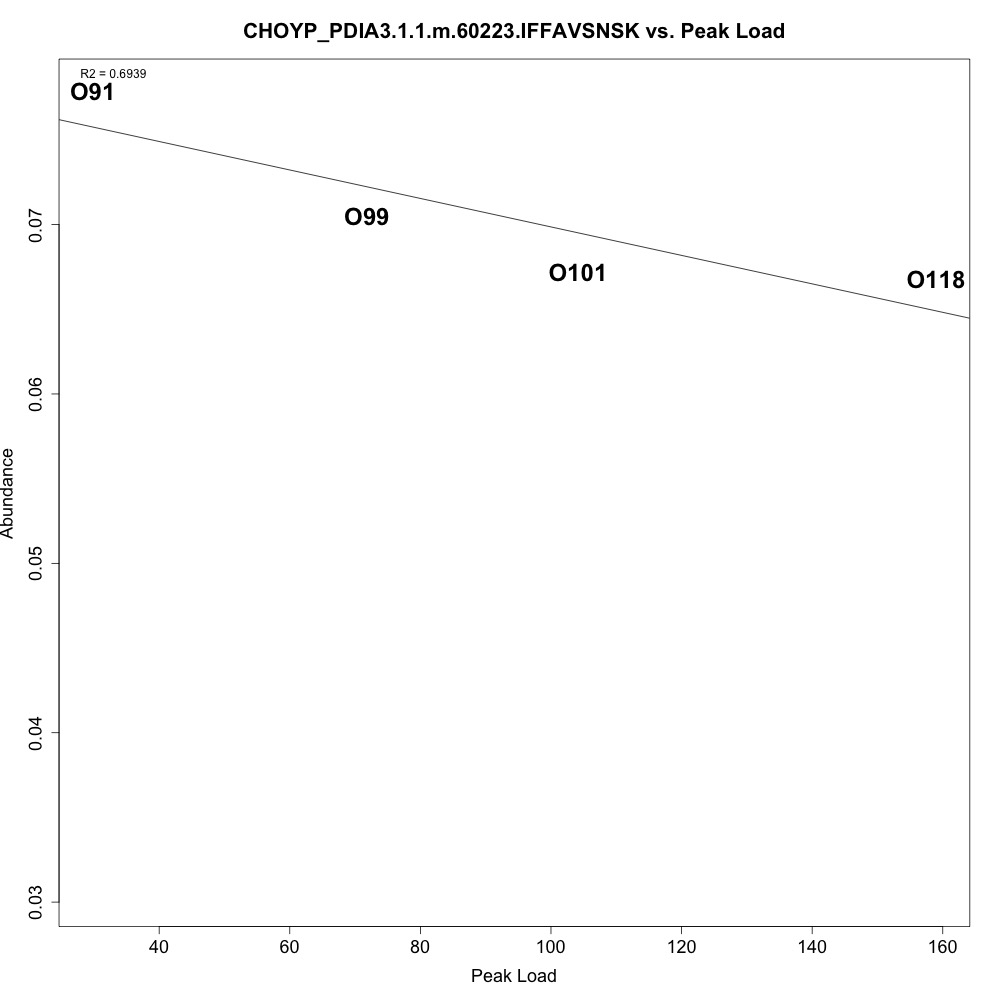 CHOYP_PDIA3.1.1.m.60223.IFFAVSNSK vs. Peak Load
R2 = 0.6939
O91
O99
O101
O118
0.07
0.06
0.05
0.04
0.03
Abundance
40 60 80 100 120 140 160
Peak Load